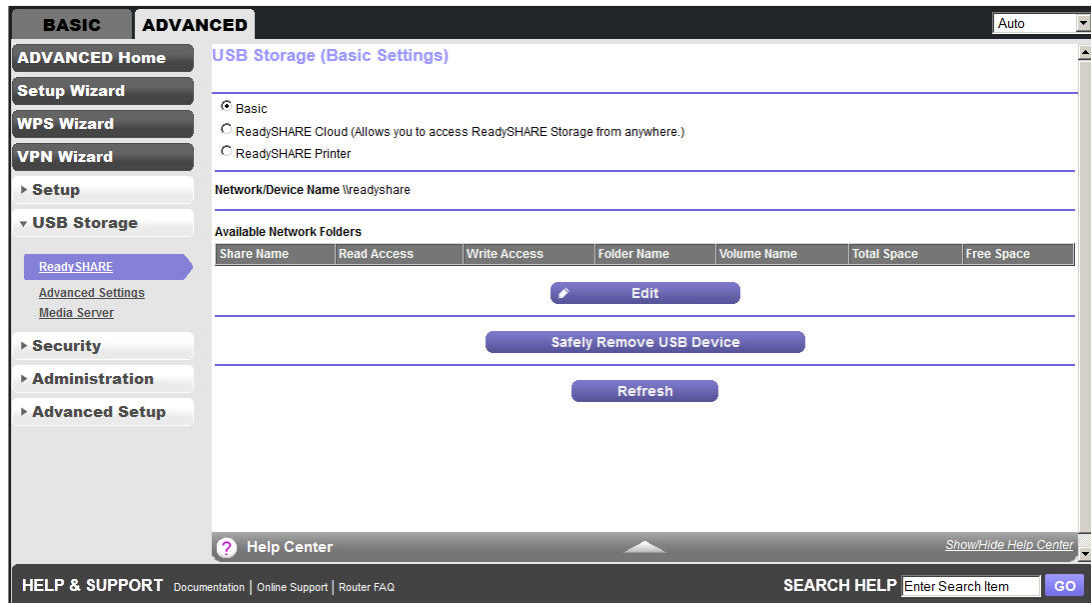 BASIC
ADVANCED
Auto
ADVANCED Home
Setup Wizard
WPS Wizard
VPN Wizard
Setup
USB Storage
ReadySHARE
Advanced Settings
Media Server
Security
Administration
Advanced Setup
USB Storage (Basic Settings)
Basic
ReadySHARE Cloud (Allows you to access ReadySHARE Storage from anywhere.)
ReadySHARE Printer
Network/Device Name \\readyshare
Available Network Folders
Share Name Read Access Write Access Folder Name Volume Name Total Space Free Space
Edit
Safely Remove USB Device
Refresh
? Help Center Show/Hide Help Center
HELP & SUPPORT Documentation | Online Support | Router FAQ SEARCH HELP Enter Search Item GO